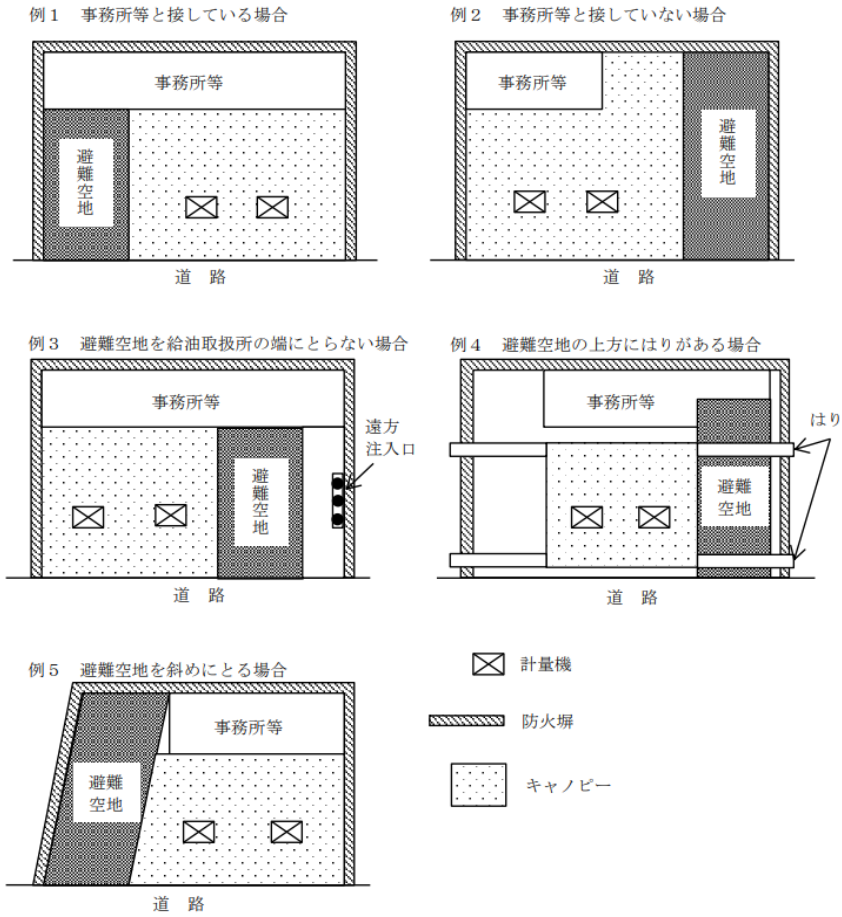 例1 事務所等と接している場合
事務所等
避難空地
道 路
例2 事務所等と接していない場合
事務所等
避難空地
道 路
例3 避難空地を給油取扱所の端にとらない場合
事務所等
避難空地
遠方
注入口
道 路
例4 避難空地の上方にはりがある場合
事務所等
はり
避難
空地
道 路
例5 避難空地を斜めにとる場合
事務所等
避難
空地
道 路
計量機
防火塀
キャノピー